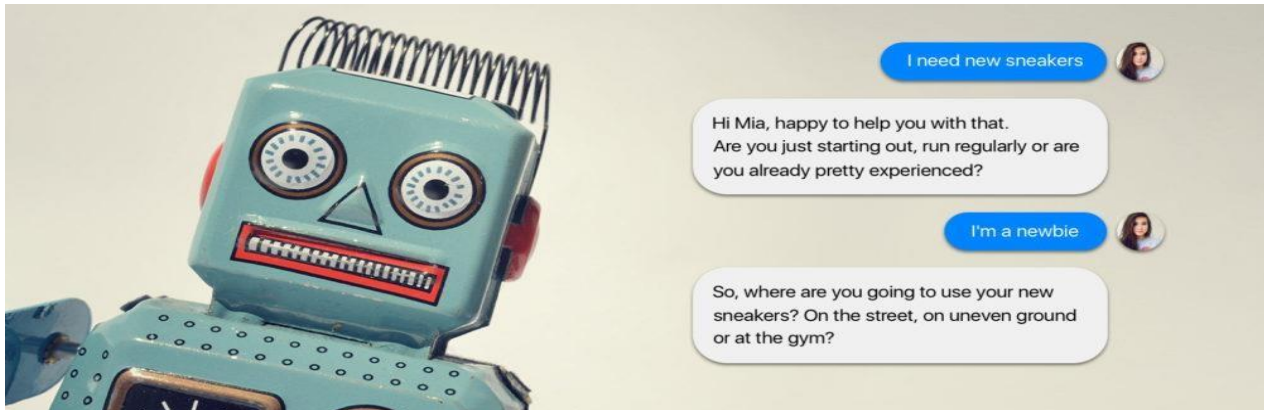 I need new sneakers
Hi Mia, happy to help you with that.
Are you just starting out, run regularly or are
you already pretty experienced?
I'm a newbie
So, where are you going to use your new
sneakers? On the street, on uneven ground
or at the gym?